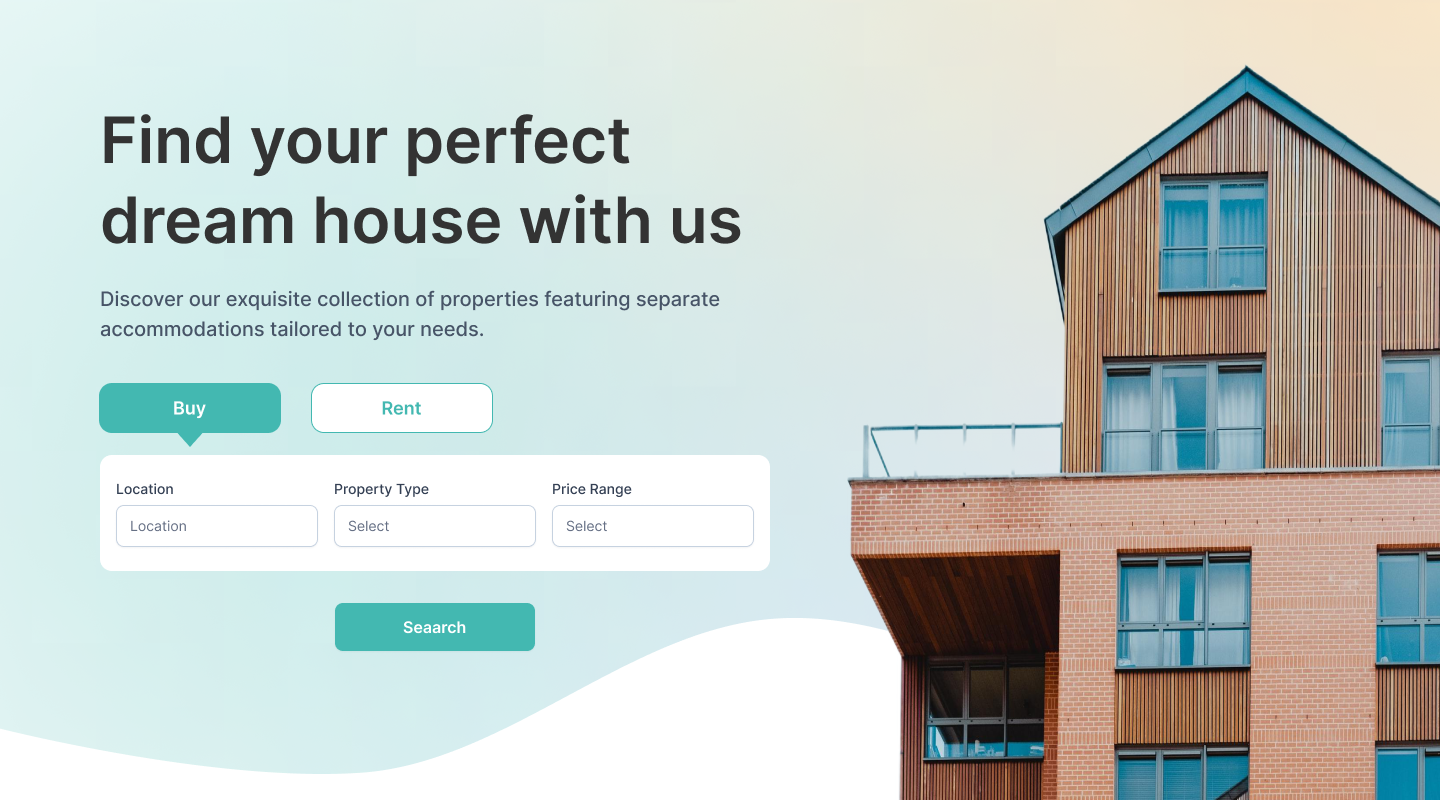 Find your perfect
dream house with us
Discover our exquisite collection of properties featuring separate
accommodations tailored to your needs.
Buy
Rent
Location
Property Type
Price Range
Location
Select
Select
Seaarch